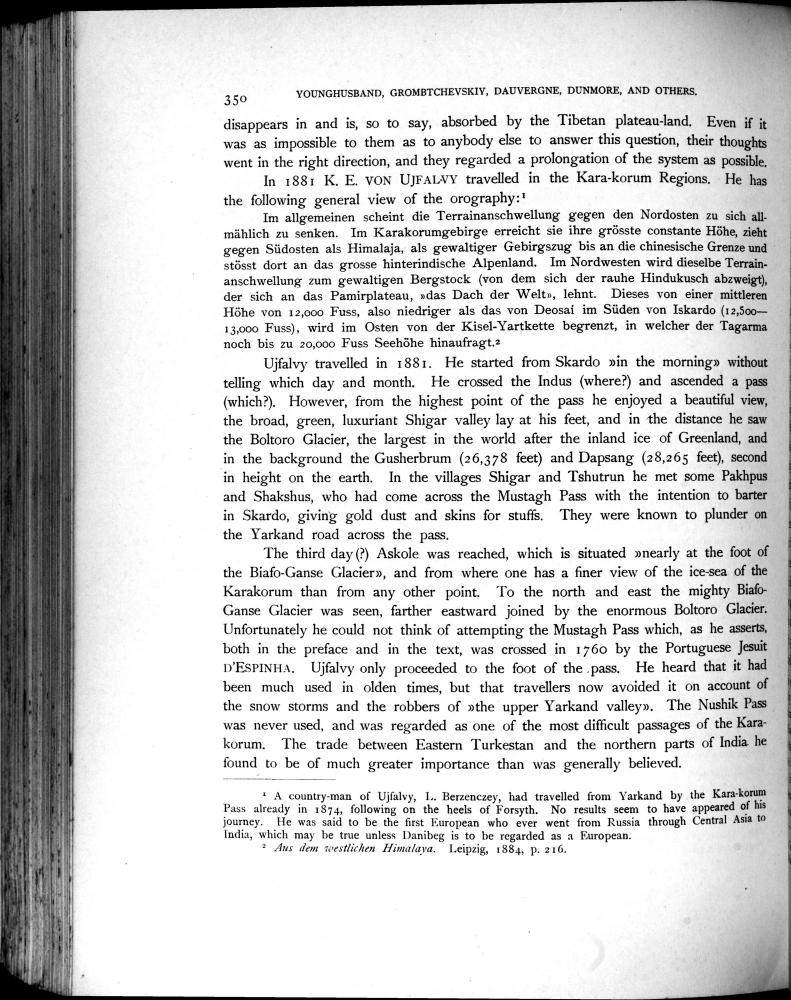 350
YOUNGHUSBAND, GROMBTCHEVSKIY, DAUVERGNE, DUNMORE, AND OTHERS.
disappears in and is, so to say, absorbed by the Tibetan plateau-land. Even if it
was as impossible to them as to anybody else to answer this question, their thoughts
went in the right direction, and they regarded a prolongation of the system as possible.
In 1881 K. E. VON UJFALVY travelled in the Kara-korum Regions. He has
the following general view of the orography:¹
Im allgemeinen scheint die Terrainanschwellung gegen den Nordosten zu sich all-
mählich zu senken. Im Karakorumgebirge erreicht sie ihre grösste constante Höhe, zieht
gegen Südosten als Himalaja, als gewaltiger Gebirgszug bis an die chinesische Grenze und
stösst dort an das grosse hinterindische Alpenland. Im Nordwesten wird dieselbe Terrain-
anschwellung zum gewaltigen Bergstock (von dem sich der rauhe Hindukusch abzweigt),
der sich an das Pamirplateau, »das Dach der Welt», lehnt. Dieses von einer mittleren
Höhe von 12,000 Fuss, also niedriger als das von Deosai im Süden von Iskardo (12,500—
13,000 Fuss), wird im Osten von der Kisel-Yartkette begrenzt, in welcher der Tagarma
noch bis zu 20,000 Fuss Seehöhe hinaufragt.²
Ujfalvy travelled in 1881. He started from Skardo »in the morning» without
telling which day and month. He crossed the Indus (where?) and ascended a pass
(which?). However, from the highest point of the pass he enjoyed a beautiful view,
the broad, green, luxuriant Shigar valley lay at his feet, and in the distance he saw
the Boltoro Glacier, the largest in the world after the inland ice of Greenland, and
in the background the Gusherbrum (26,378 feet) and Dapsang (28,265 feet), second
in height on the earth. In the villages Shigar and Tshutrun he met some Pakhpus
and Shakshus, who had come across the Mustagh Pass with the intention to barter
in Skardo, giving gold dust and skins for stuffs. They were known to plunder on
the Yarkand road across the pass.
The third day (?) Askole was reached, which is situated »nearly at the foot of
the Biafo-Ganse Glacier», and from where one has a finer view of the ice-sea of the
Karakorum than from any other point. To the north and east the mighty Biafo-
Ganse Glacier was seen, farther eastward joined by the enormous Boltoro Glacier.
Unfortunately he could not think of attempting the Mustagh Pass which, as he asserts,
both in the preface and in the text, was crossed in 1760 by the Portuguese Jesuit
D'ESPINHA. Ujfalvy only proceeded to the foot of the pass. He heard that it had
been much used in olden times, but that travellers now avoided it on account of
the snow storms and the robbers of »the upper Yarkand valley». The Nushik Pass
was never used, and was regarded as one of the most difficult passages of the Kara-
korum. The trade between Eastern Turkestan and the northern parts of India he
found to be of much greater importance than was generally believed.
¹ A country-man of Ujfalvy, L. Berzenczey, had travelled from Yarkand by the Kara-korum
Pass already in 1874, following on the heels of Forsyth. No results seem to have appeared of his
journey. He was said to be the first European who ever went from Russia through Central Asia to
India, which may be true unless Danibeg is to be regarded as a European.
² Aus dem westlichen Himalaya. Leipzig, 1884, p. 216.